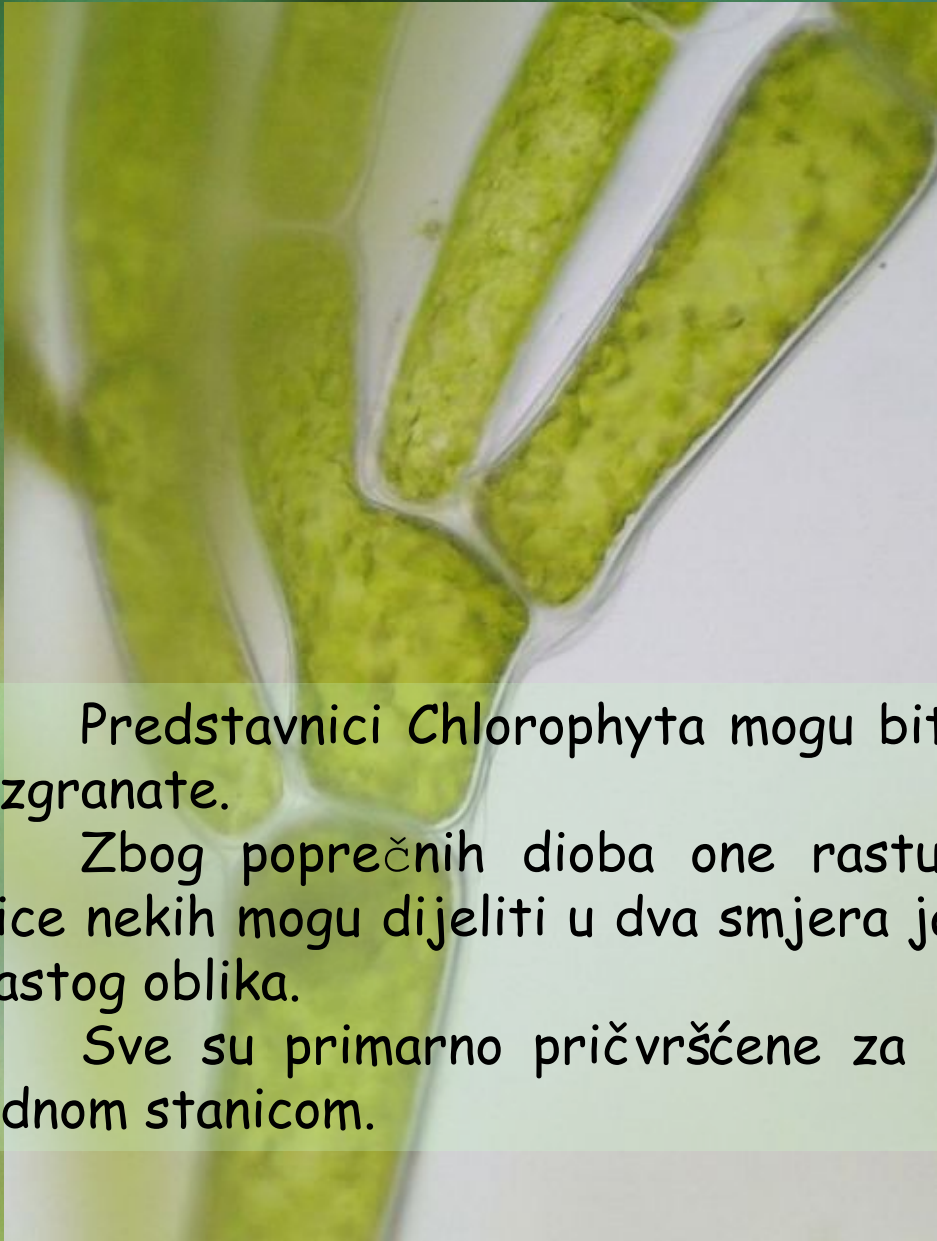 Predstavnici Chlorophyta mogu bit
zgranate.
Zbog poprečnih dioba one rastu
ice nekih mogu dijeliti u dva smjera
astog oblika.
Sve su primarno pričvršćene za
dnom stanicom.